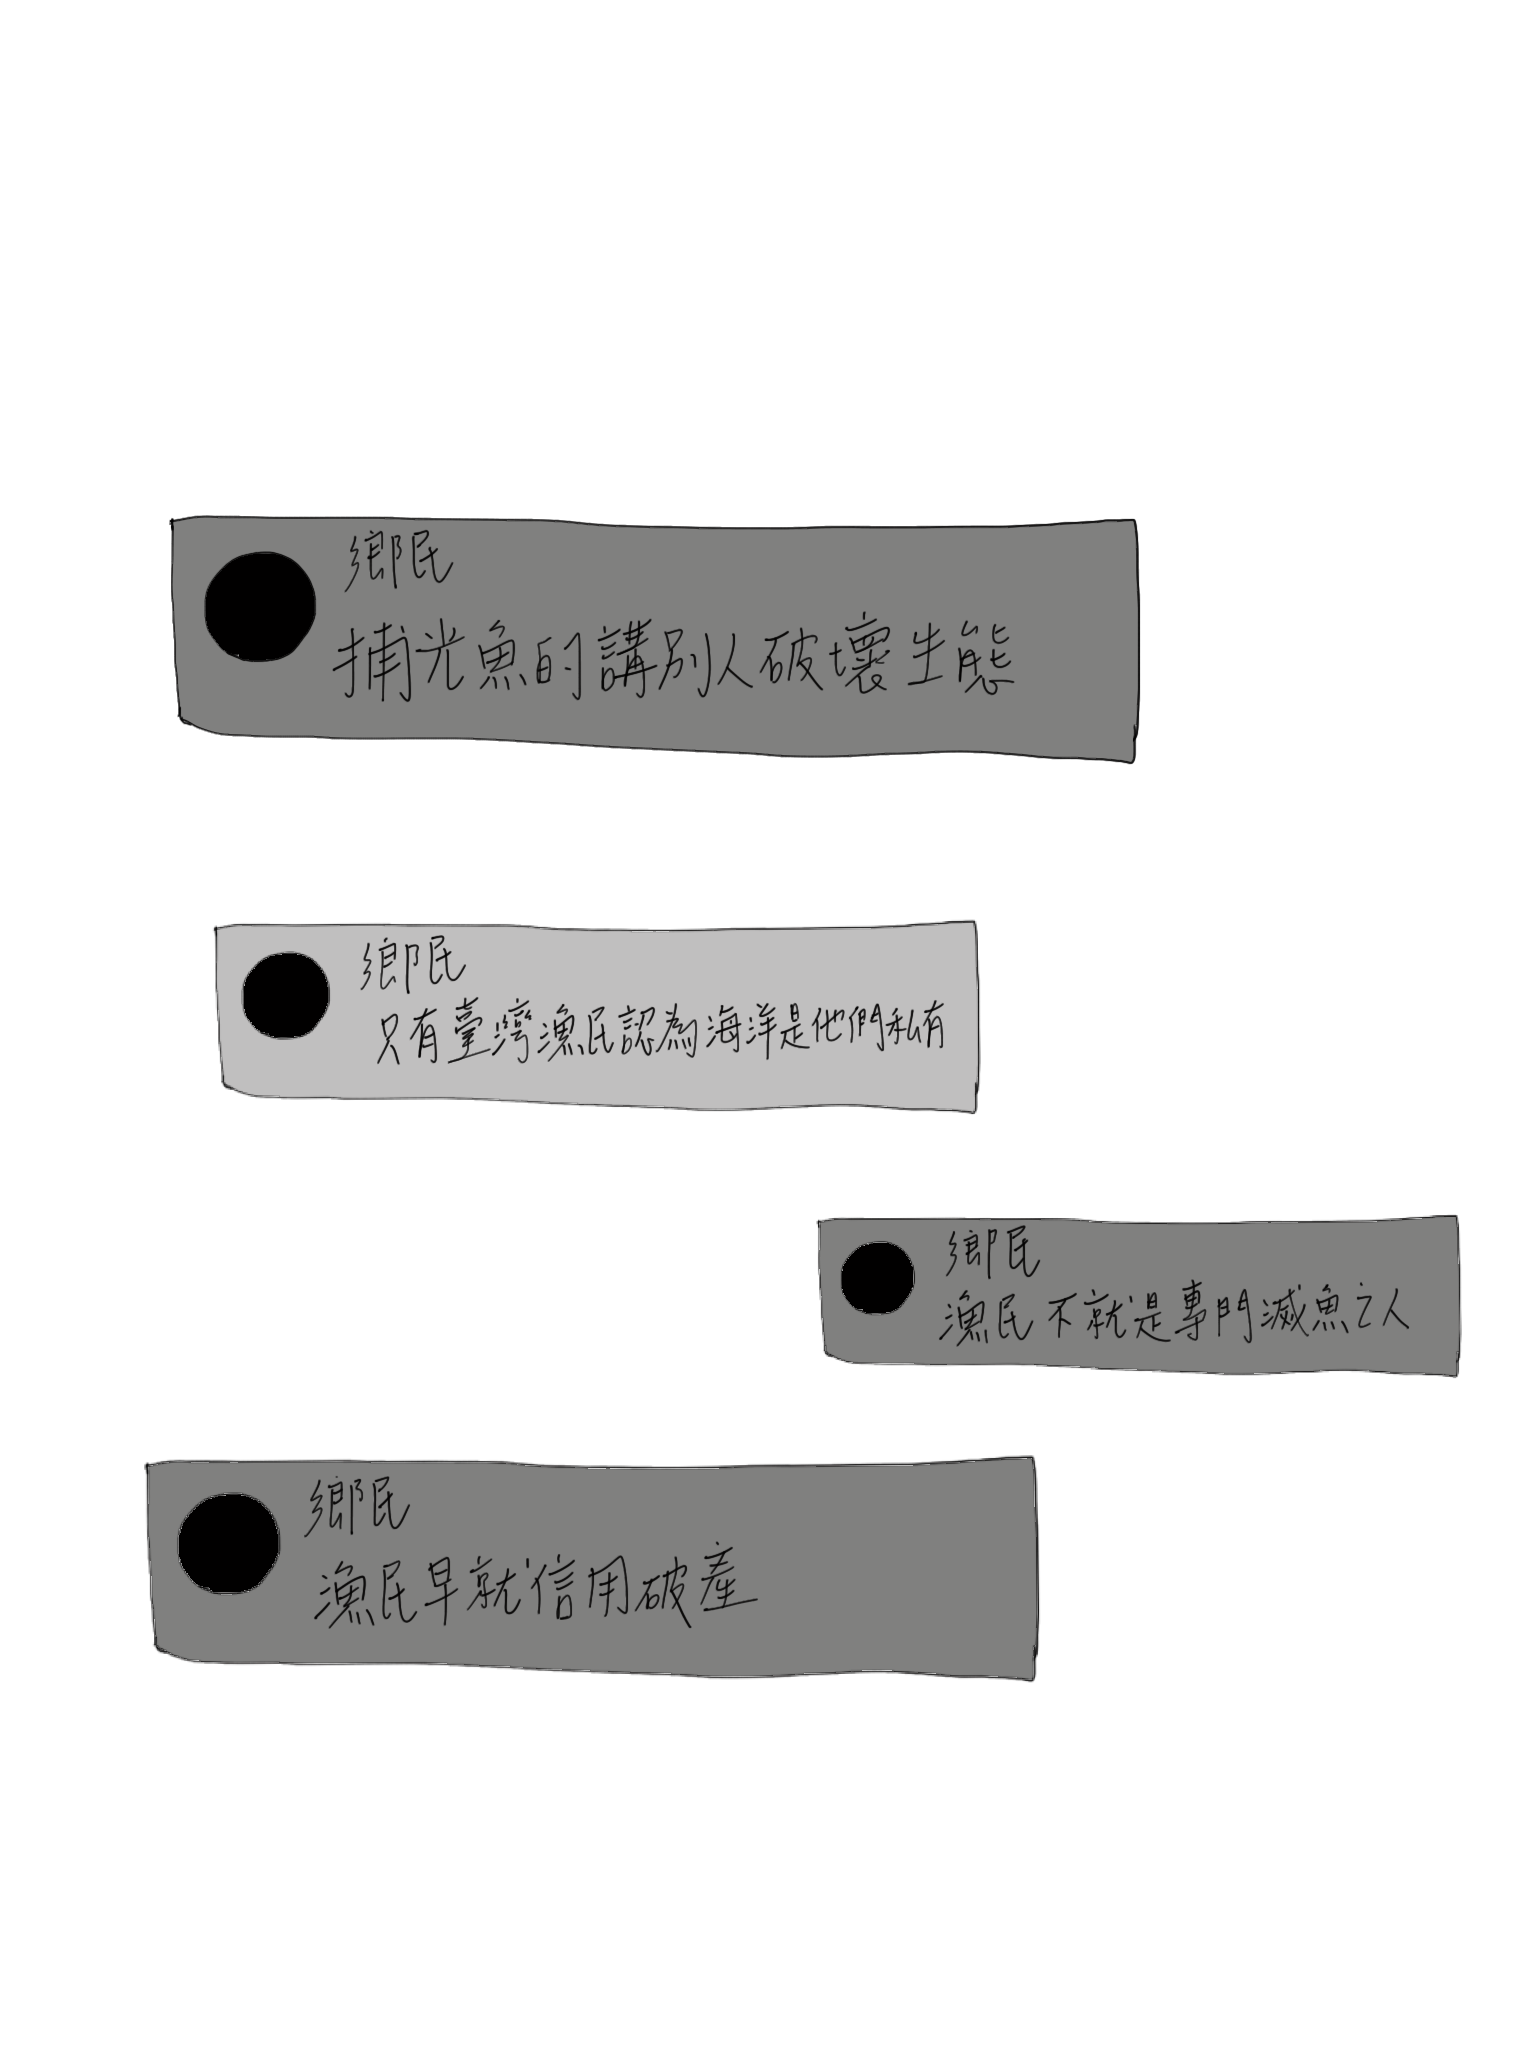 鄉民
捕光魚的講別人破壞生態
鄉民
只有臺灣漁民認為海洋是他們私有
鄉民
漁民不就是專門滅魚之人
鄉民
漁民早就信用破產